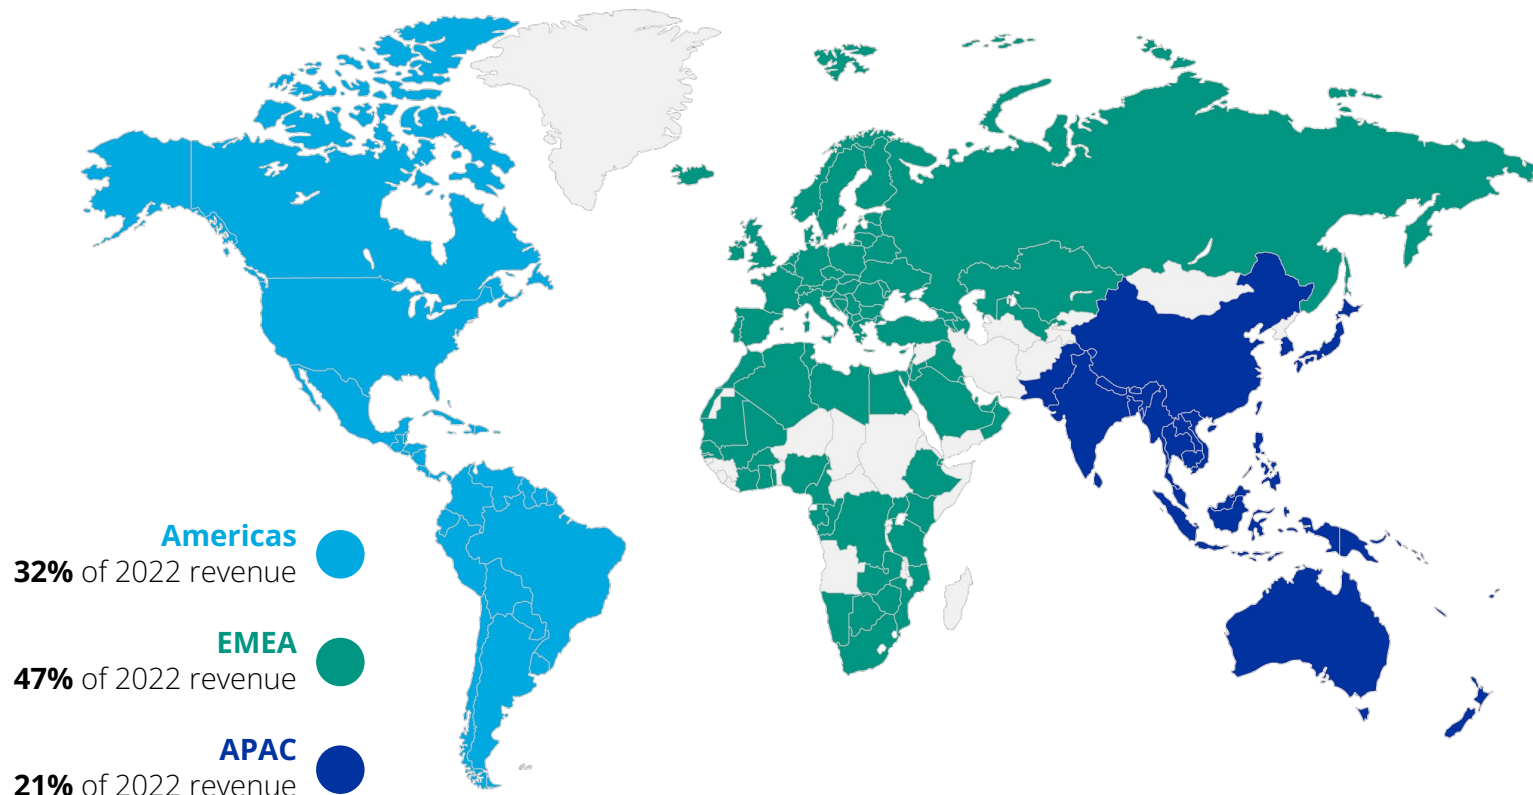 Americas
32% of 2022 revenue
EMEA
47% of 2022 revenue
APAC
21% of 2022 revenue